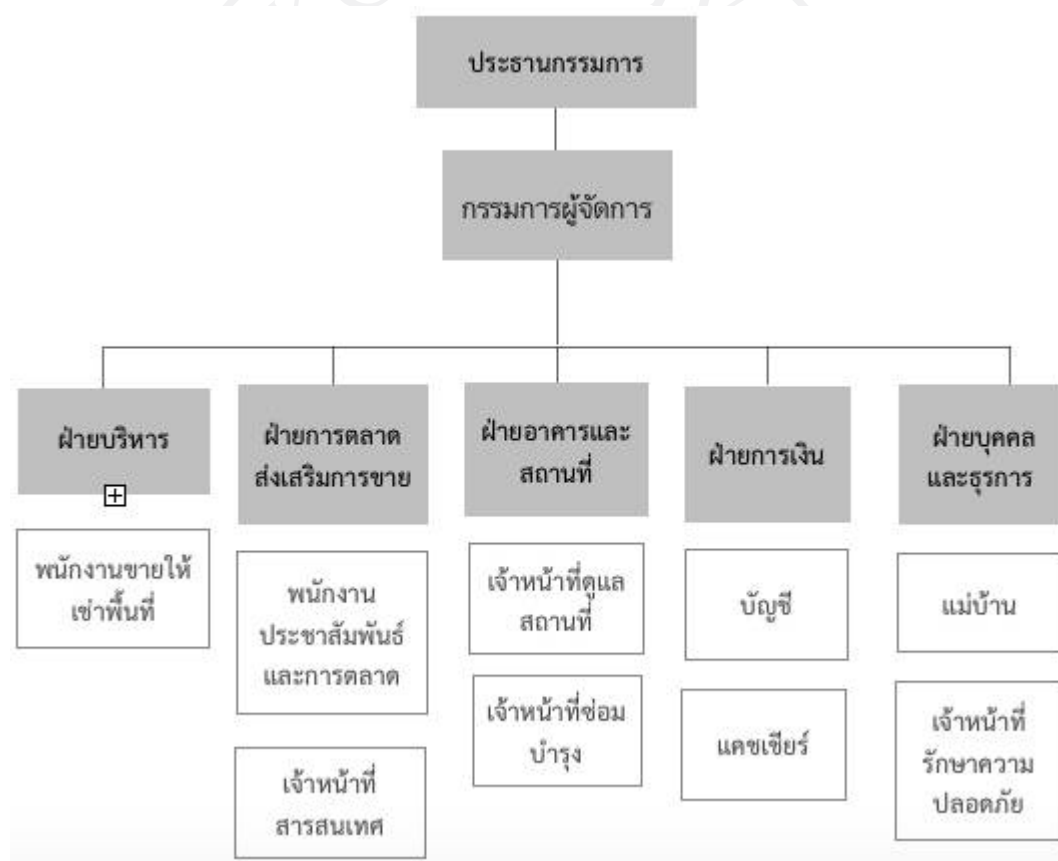 ประธานกรรมการ
กรรมการผู้จัดการ
ฝ่ายบริหาร
พนักงานขายให้
เช่าพื้นที่
ฝ่ายการตลาด
ส่งเสริมการขาย
พนักงาน
ประชาสัมพันธ์
และการตลาด
เจ้าหน้าที่
สารสนเทศ
ฝ่ายอาคารและ
สถานที่
เจ้าหน้าที่ดูแล
สถานที่
เจ้าหน้าที่ซ่อม
บำรุง
ฝ่ายการเงิน
บัญชี
แคชเชียร์
ฝ่ายบุคคล
และธุรการ
แม่บ้าน
เจ้าหน้าที่
รักษาความ
ปลอดภัย